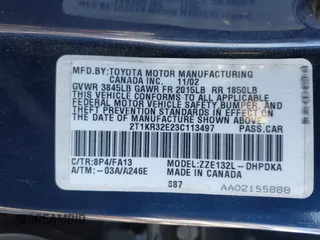 MFD.BY:TOYOTA MOTOR MANUFACTURING
CANADA INC. 11/02
GVWR 3845LB GAWR FR 2015LB RR 1850LB
THIS VEHICLE CONFORMS TO ALL APPLICABLE
FEDERAL MOTOR VEHICLE SAFETY, BUMPER, AND
THEFT PREVENTION STANDARDS IN EFFECT ON
THE DATE OF MANUFACTURE SHOWN ABOVE.
2T1KR32E23C113497 PASS.CAR
C/TR:8P4/FA13 MODEL:ZZE132L-DHPDKA
A/TM:-03A/A246E MADE IN CANADA
S87
AA02155888